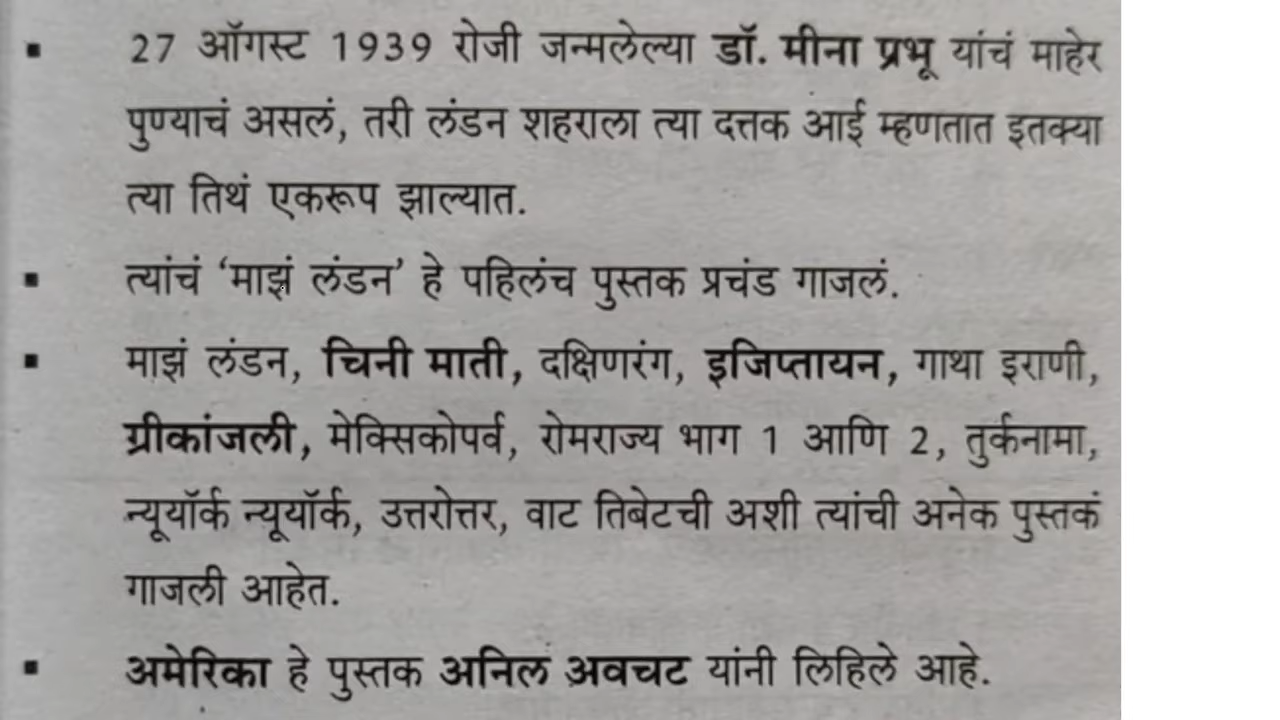 ▪ 27 ऑगस्ट 1939 रोजी जन्मलेल्या डॉ. मीना प्रभू यांचं माहेर
पुण्याचं असलं, तरी लंडन शहराला त्या दत्तक आई म्हणतात इतक्या
त्या तिथं एकरूप झाल्यात.
▪ त्यांचं ‘माझं लंडन’ हे पहिलंच पुस्तक प्रचंड गाजलं.
▪ माझं लंडन, चिनी माती, दक्षिणरंग, इजिप्तायन, गाथा इराणी,
ग्रीकांजली, मेक्सिकोपर्व, रोमराज्य भाग 1 आणि 2, तुर्कनामा,
न्यूयॉर्क न्यूयॉर्क, उत्तरोत्तर, वाट तिबेटची अशी त्यांची अनेक पुस्तकं
गाजली आहेत.
▪ अमेरिका हे पुस्तक अनिल अवचट यांनी लिहिले आहे.